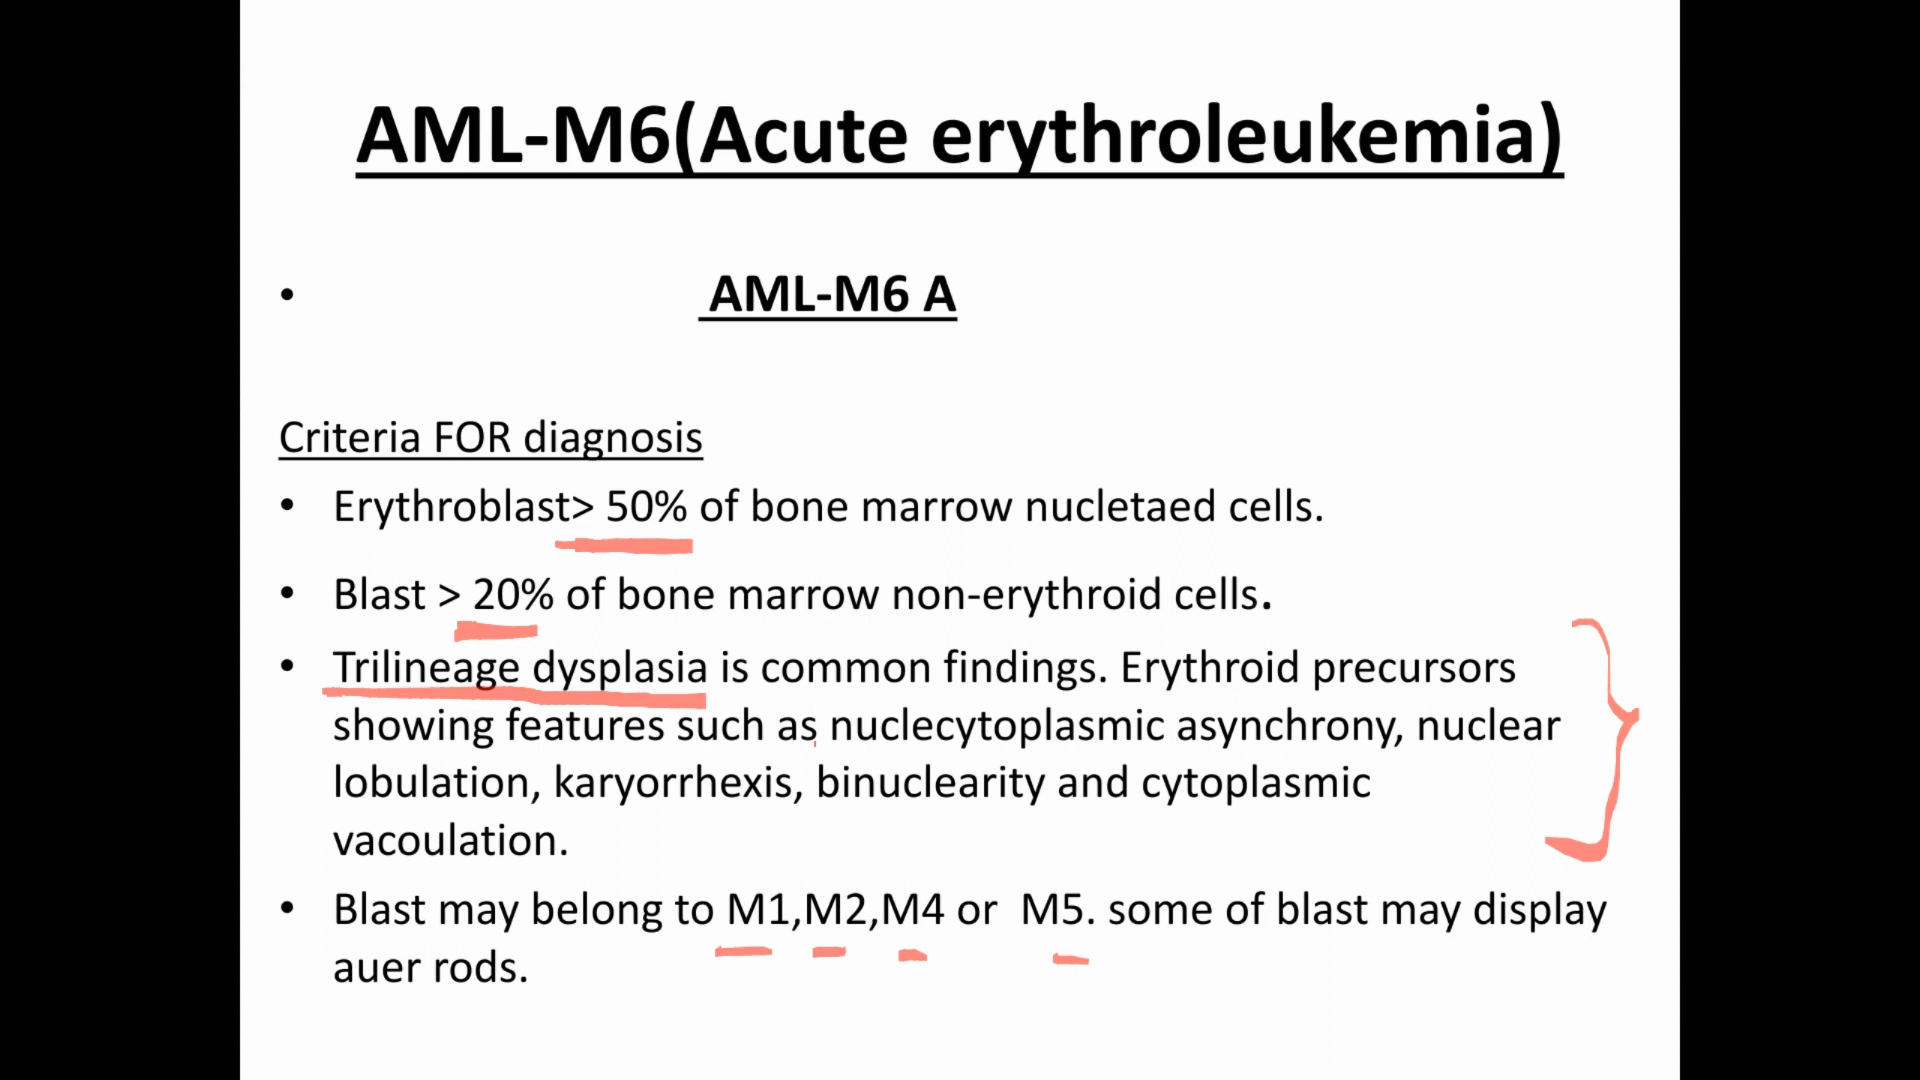 AML-M6(Acute erythroleukemia)
• AML-M6 A
Criteria FOR diagnosis
• Erythroblast> 50% of bone marrow nucletaed cells.
• Blast > 20% of bone marrow non-erythroid cells.
• Trilineage dysplasia is common findings. Erythroid precursors
showing features such as nuclecytoplasmic asynchrony, nuclear
lobulation, karyorrhexis, binuclearity and cytoplasmic
vacoulation.
• Blast may belong to M1,M2,M4 or  M5. some of blast may display
auer rods.